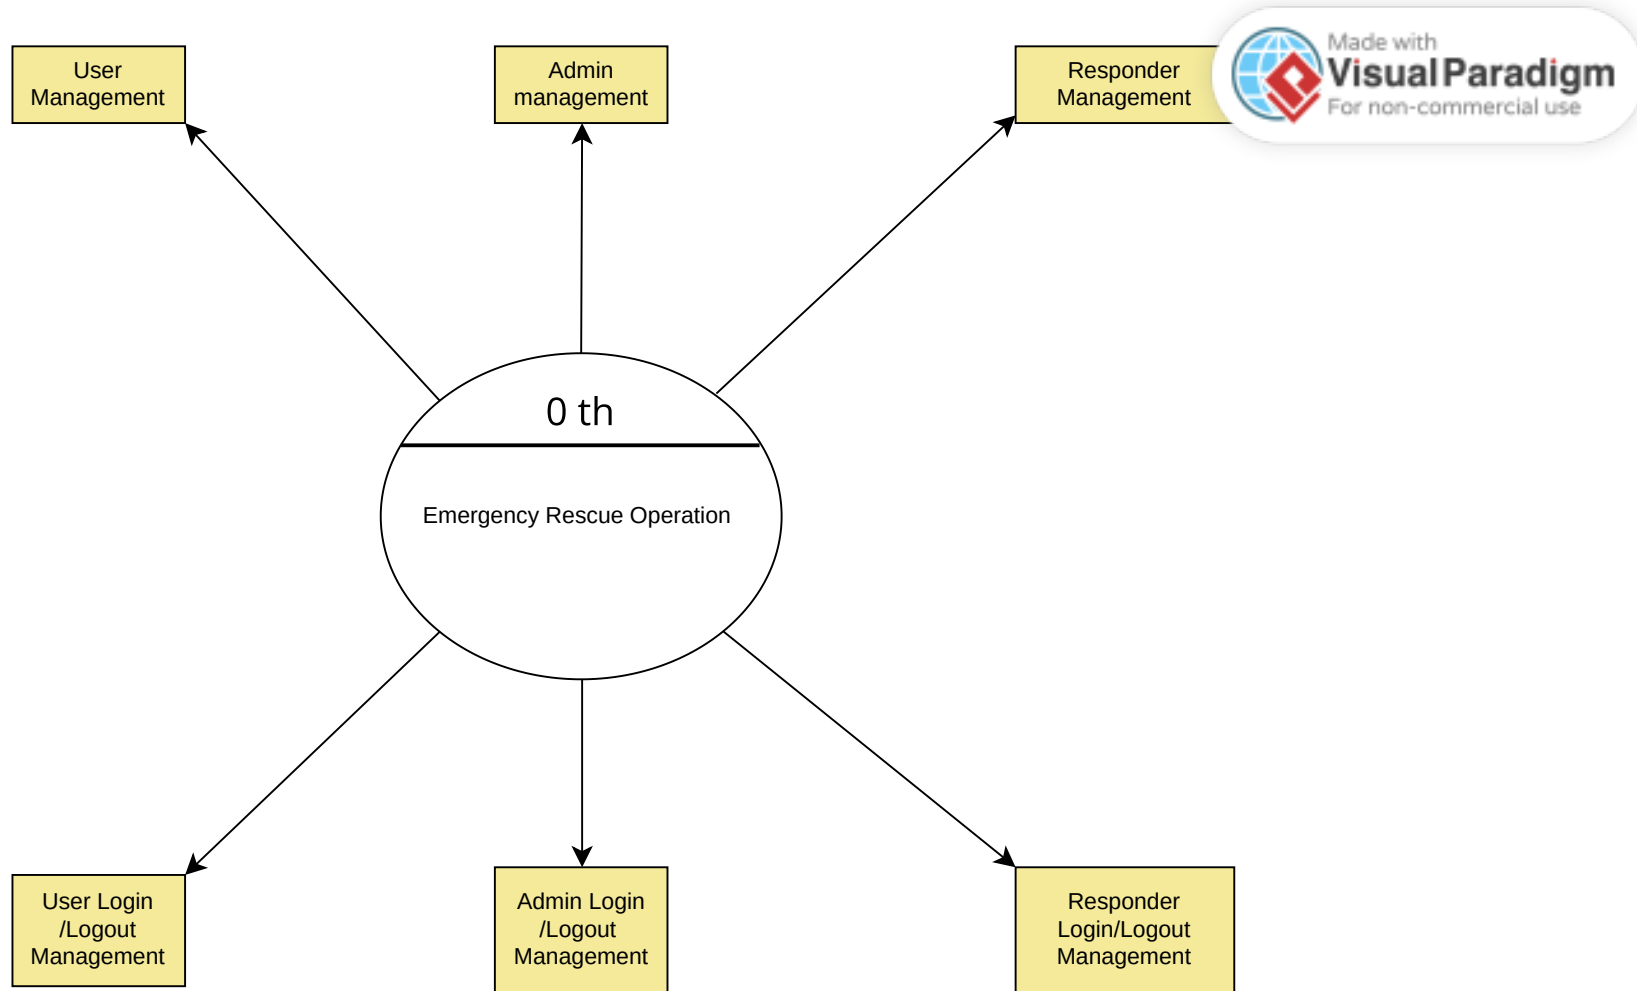 User
Management
Admin
management
Responder
Management
Made with
Visual Paradigm
For non-commercial use
0 th
Emergency Rescue Operation
User Login
/Logout
Management
Admin Login
/Logout
Management
Responder
Login/Logout
Management